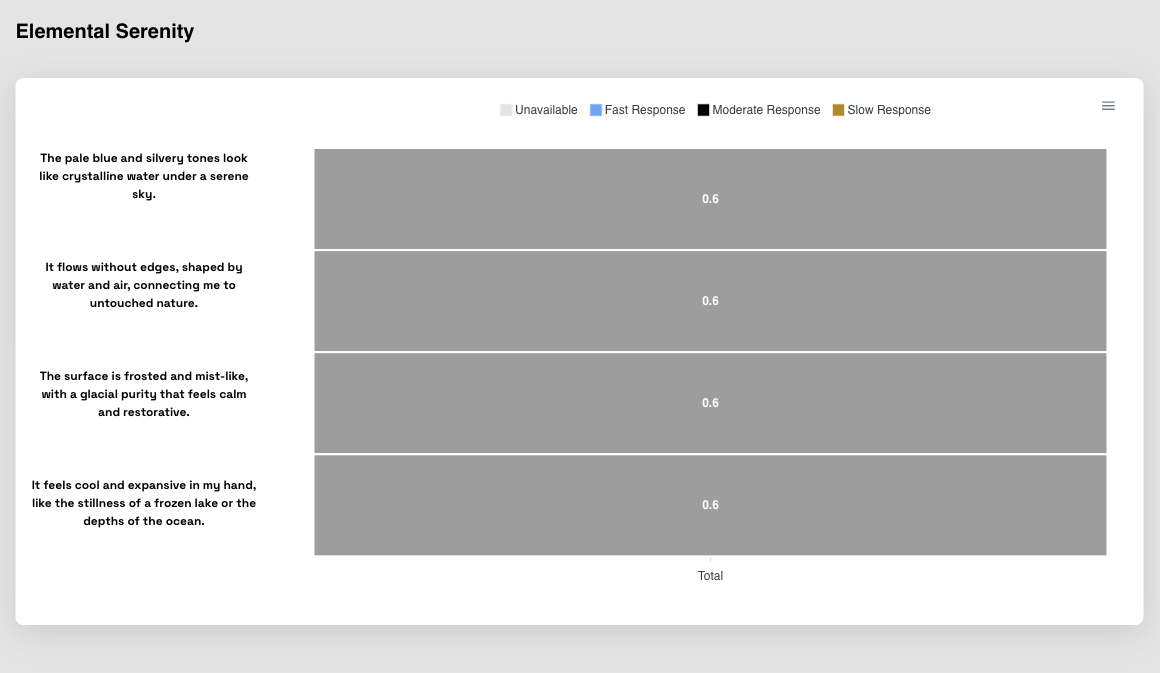 Elemental Serenity
Unavailable Fast Response Moderate Response Slow Response
The pale blue and silvery tones look
like crystalline water under a serene
sky.
0.6
It flows without edges, shaped by
water and air, connecting me to
untouched nature.
0.6
The surface is frosted and mist-like,
with a glacial purity that feels calm
and restorative.
0.6
It feels cool and expansive in my hand,
like the stillness of a frozen lake or the
depths of the ocean.
0.6
Total